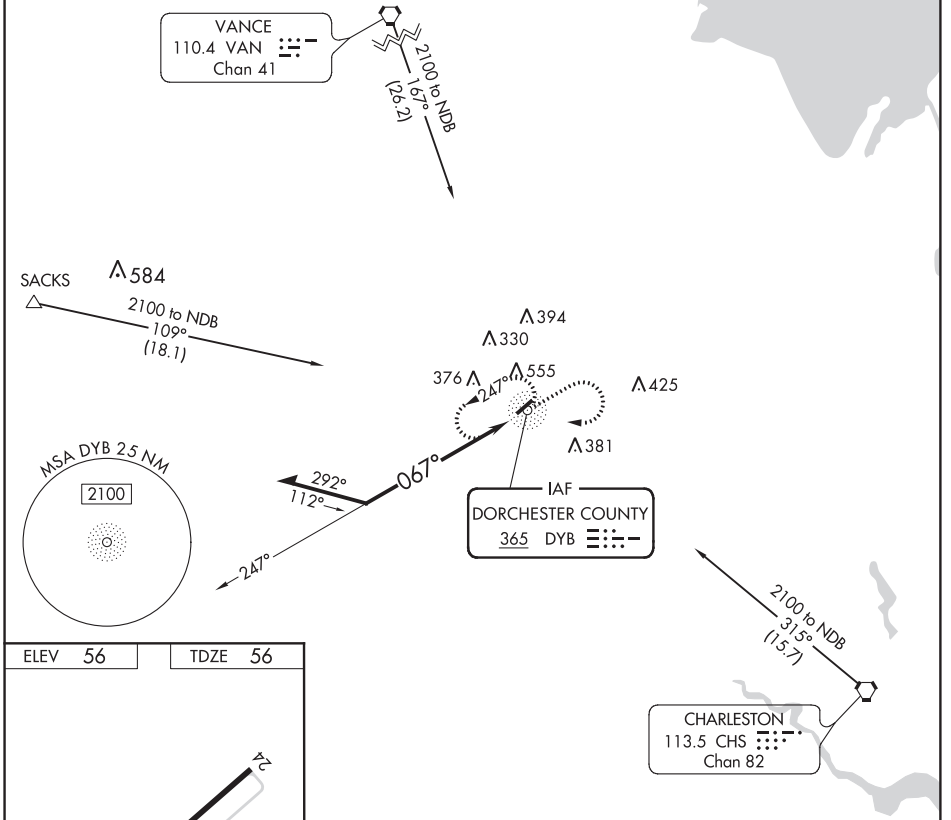 VANCE
110.4 VAN
Chan 41
2100 to NDB
167°
(26.2)
SACKS
584
2100 to NDB
109°
(18.1)
394
330
376
555
247°
425
381
067°
292°
112°
247°
MSA DYB 25 NM
2100
IAF
DORCHESTER COUNTY
365 DYB
2100 to NDB
315°
(15.7)
CHARLESTON
113.5 CHS
Chan 82
ELEV 56
TDZE 56
24